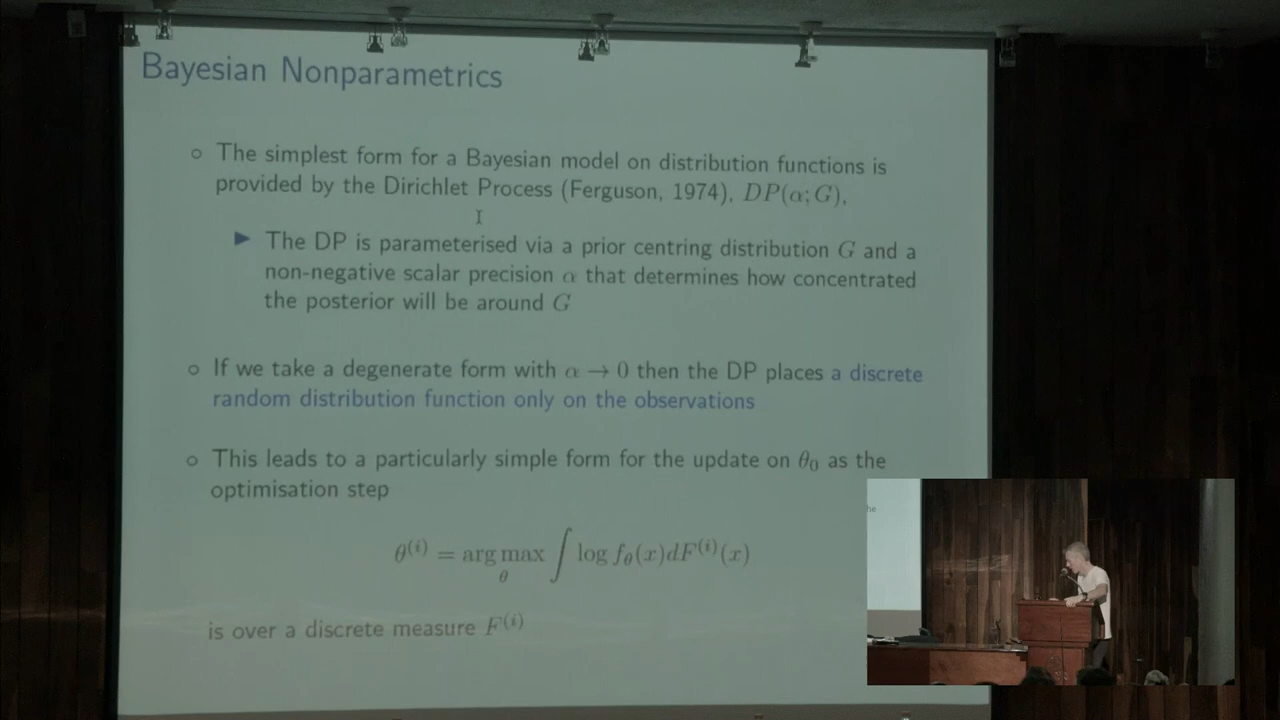 Bayesian Nonparametrics
○ The simplest form for a Bayesian model on distribution functions is
provided by the Dirichlet Process (Ferguson, 1974), DP(α; G),
▶ The DP is parameterised via a prior centring distribution G and a
non-negative scalar precision α that determines how concentrated
the posterior will be around G
○ If we take a degenerate form with α → 0 then the DP places a discrete
random distribution function only on the observations
○ This leads to a particularly simple form for the update on θ₀ as the
optimisation step
θ⁽ⁱ⁾ = arg max_θ ∫ log f_θ(x)dF⁽ⁱ⁾(x)
is over a discrete measure F⁽ⁱ⁾
he